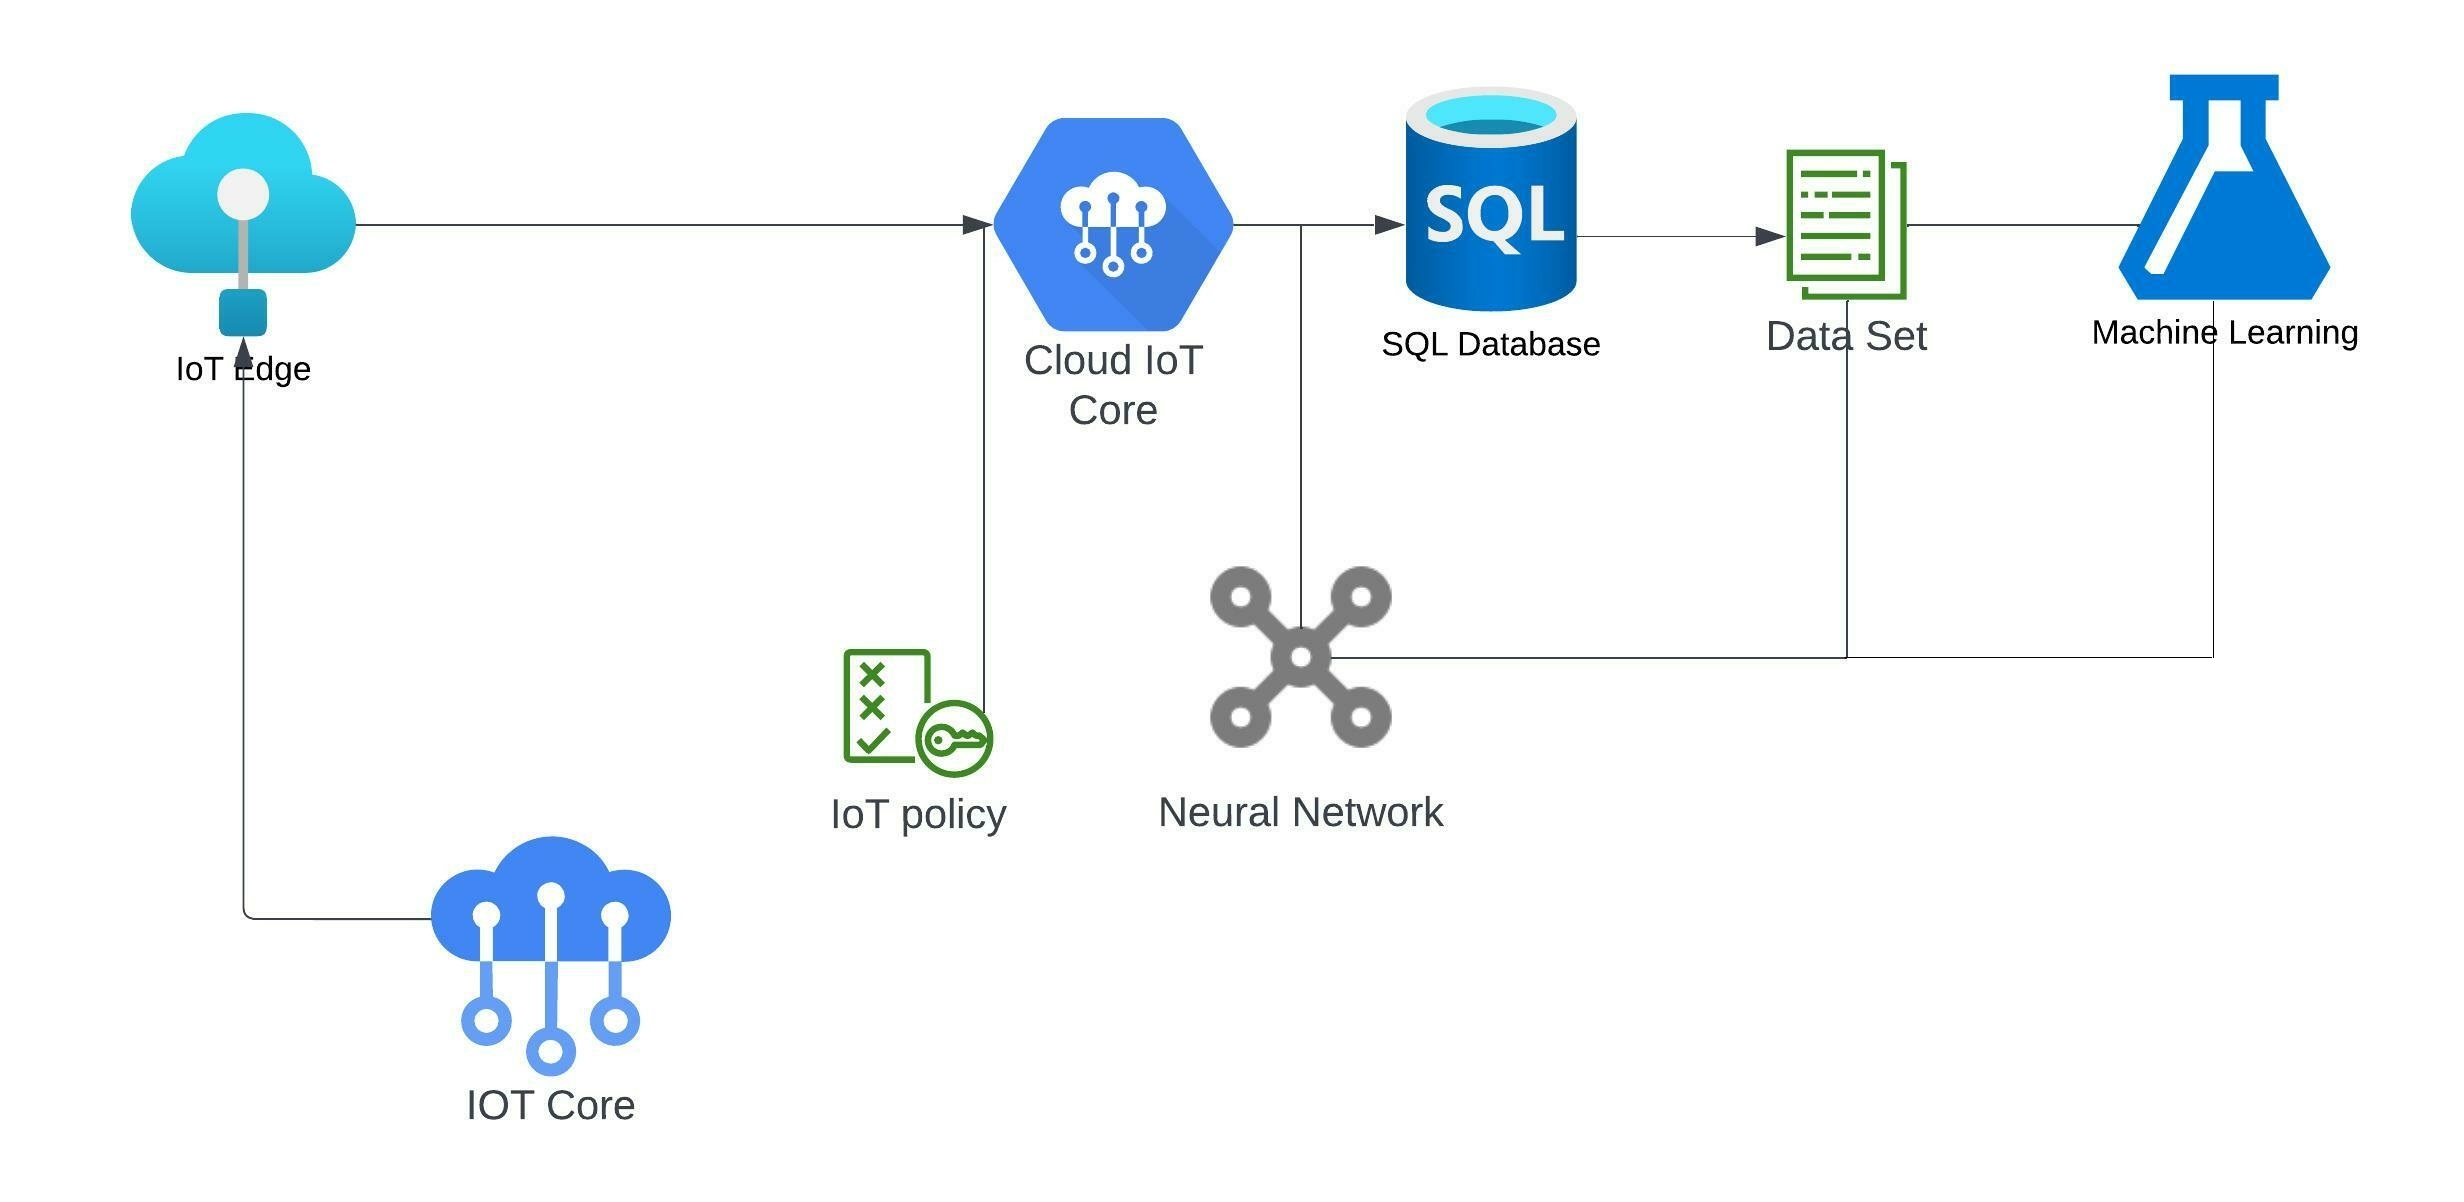 SQL
IoT Edge
Cloud IoT
Core
SQL Database
Data Set
Machine Learning
IoT policy
Neural Network
IOT Core